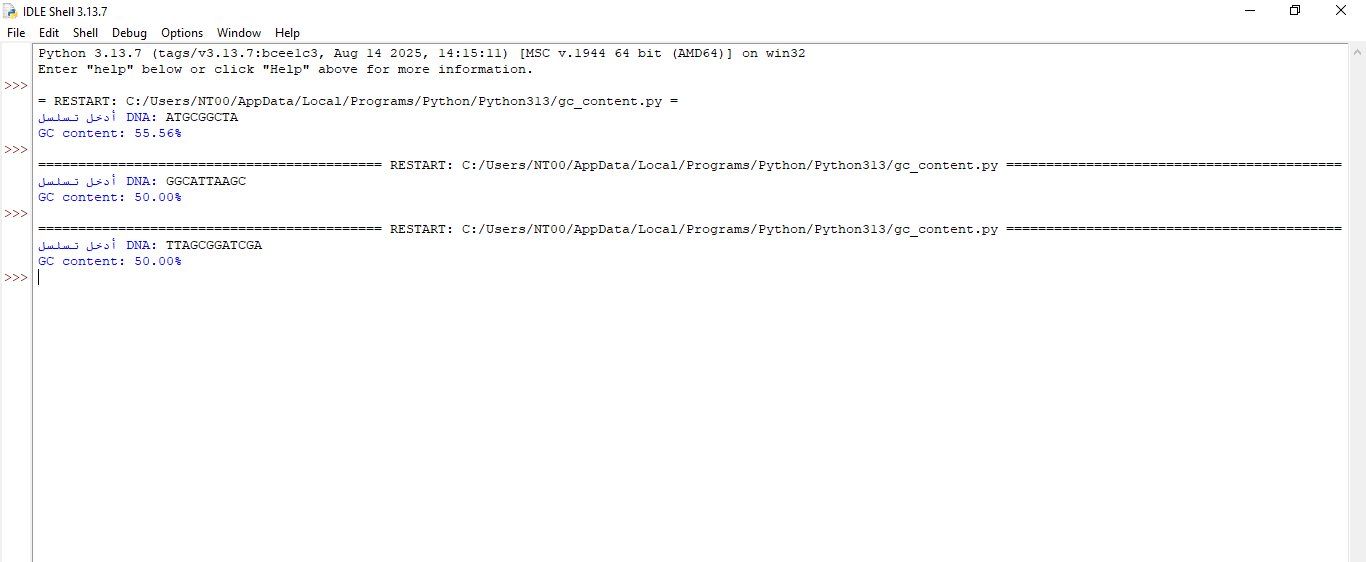 IDLE Shell 3.13.7
File Edit Shell Debug Options Window Help
Python 3.13.7 (tags/v3.13.7:bcee1c3, Aug 14 2025, 14:15:11) [MSC v.1944 64 bit (AMD64)] on win32
Enter "help" below or click "Help" above for more information.
>>>
= RESTART: C:/Users/NT00/AppData/Local/Programs/Python/Python313/gc_content.py =
أدخل تسلسل DNA: ATGCGGCTA
GC content: 55.56%
>>>
=========================================== RESTART: C:/Users/NT00/AppData/Local/Programs/Python/Python313/gc_content.py ==========================================
أدخل تسلسل DNA: GGCATTAAGC
GC content: 50.00%
>>>
=========================================== RESTART: C:/Users/NT00/AppData/Local/Programs/Python/Python313/gc_content.py ==========================================
أدخل تسلسل DNA: TTAGCGGATCGA
GC content: 50.00%
>>>